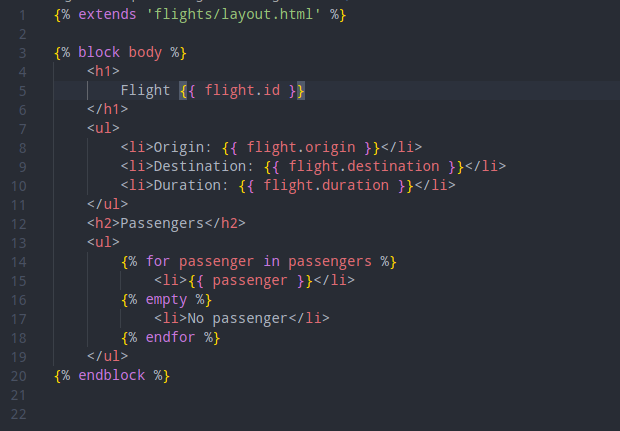 1 {% extends 'flights/layout.html' %}
2
3 {% block body %}
4 <h1>
5 Flight {{ flight.id }}
6 </h1>
7 <ul>
8 <li>Origin: {{ flight.origin }}</li>
9 <li>Destination: {{ flight.destination }}</li>
10 <li>Duration: {{ flight.duration }}</li>
11 </ul>
12 <h2>Passengers</h2>
13 <ul>
14 {% for passenger in passengers %}
15 <li>{{ passenger }}</li>
16 {% empty %}
17 <li>No passenger</li>
18 {% endfor %}
19 </ul>
20 {% endblock %}
21
22